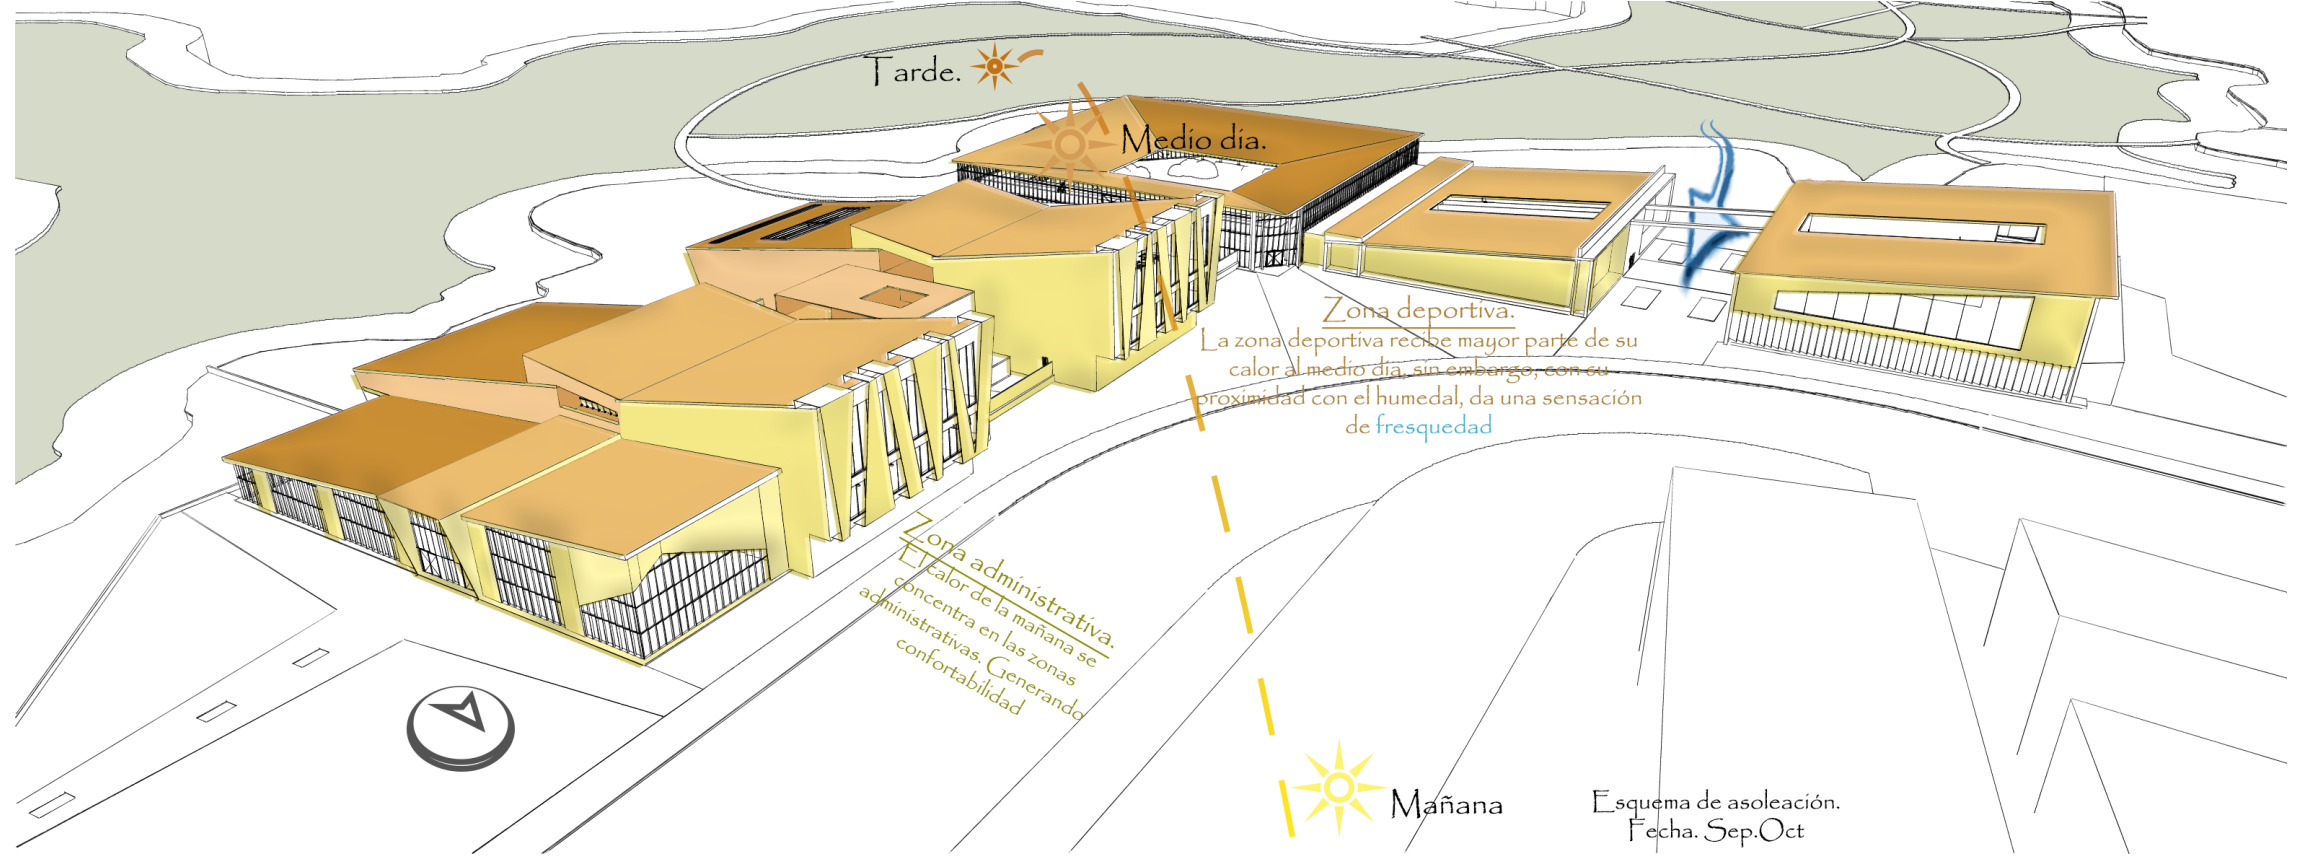 Tarde.
Medio dia.
Zona deportiva.
La zona deportiva recibe mayor parte de su
calor al medio dia, sin embargo, con su
proximidad con el humedal, da una sensación
de fresquedad
Zona administrativa.
El calor de la mañana se
concentra en las zonas
administrativas. Generando
confortabilidad
Mañana
Esquema de asoleación.
Fecha. Sep.Oct